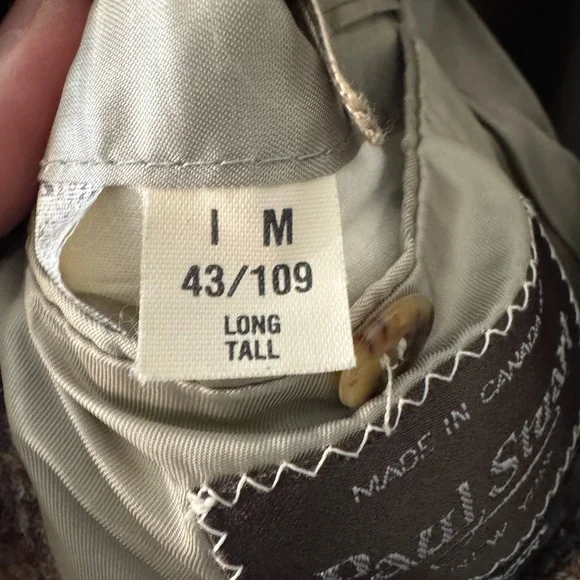 I M
43/109
LONG
TALL
MADE IN CANADA
Paul Stuart
NEW YORK